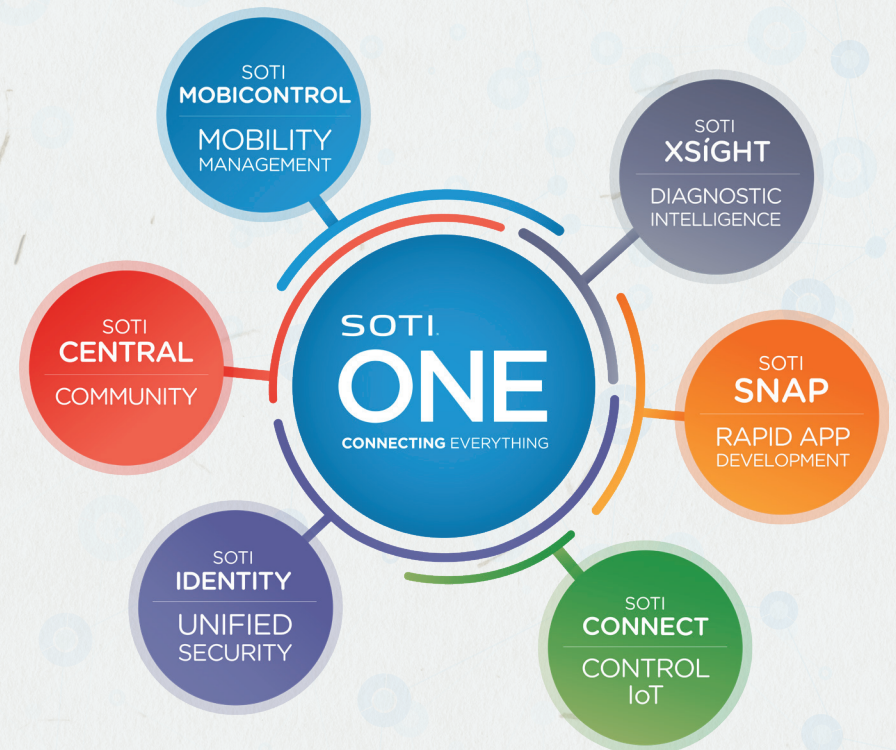 SOTI
MOBICONTROL
MOBILITY
MANAGEMENT
SOTI
XSíGHT
DIAGNOSTIC
INTELLIGENCE
SOTI
CENTRAL
COMMUNITY
SOTI
ONE
CONNECTING EVERYTHING
SOTI
SNAP
RAPID APP
DEVELOPMENT
SOTI
IDENTITY
UNIFIED
SECURITY
SOTI
CONNECT
CONTROL
IoT